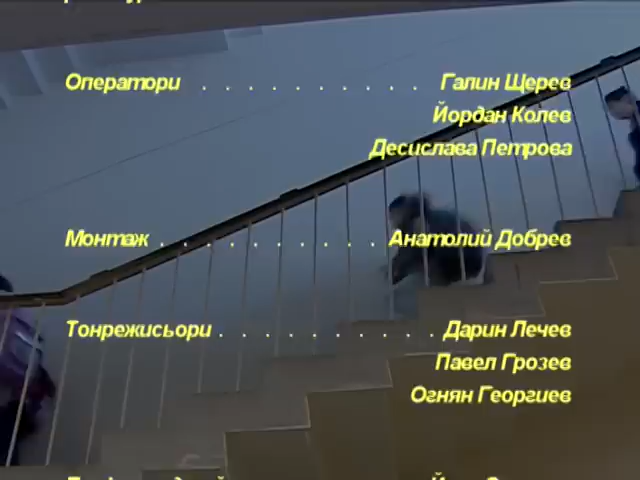 Оператори . . . . . . . . . . Галин Щерев
Йордан Колев
Десислава Петрова
Монтаж . . . . . . . . . . Анатолий Добрев
Тонрежисьори . . . . . . . . . . Дарин Лечев
Павел Грозев
Огнян Георгиев